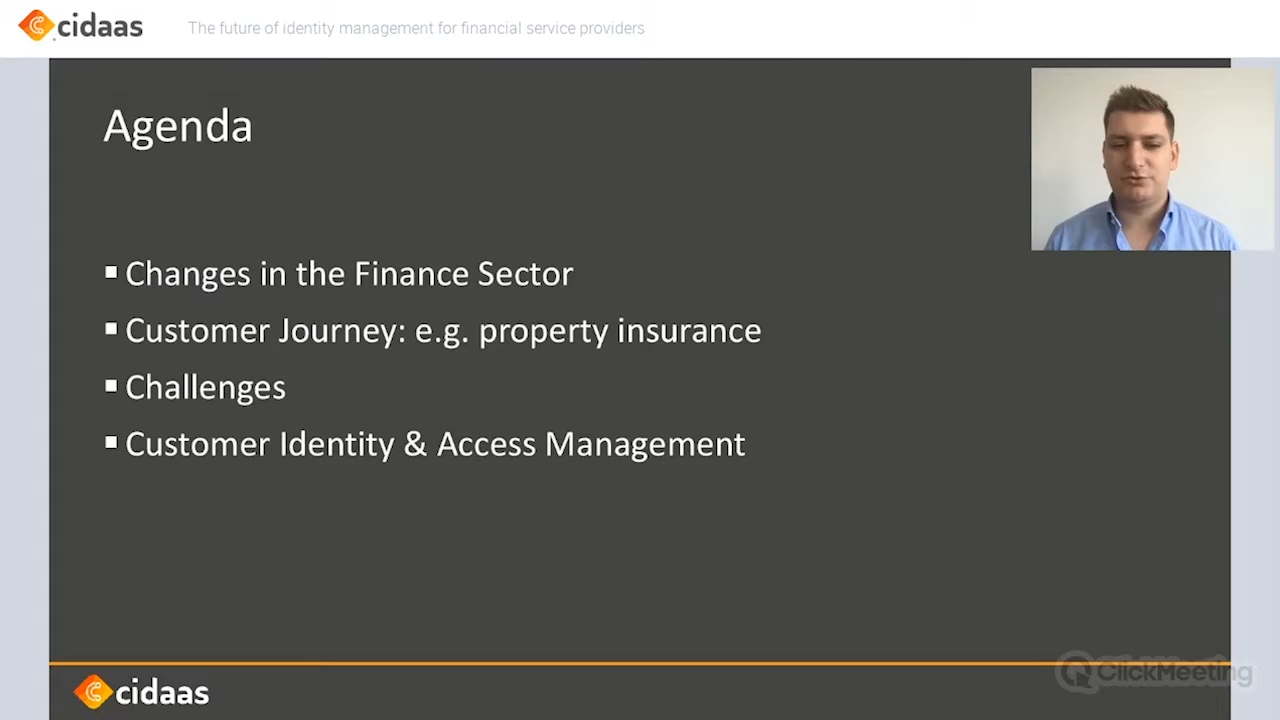 cidaas
The future of identity management for financial service providers
Agenda
▪ Changes in the Finance Sector
▪ Customer Journey: e.g. property insurance
▪ Challenges
▪ Customer Identity & Access Management
ClickMeeting
cidaas